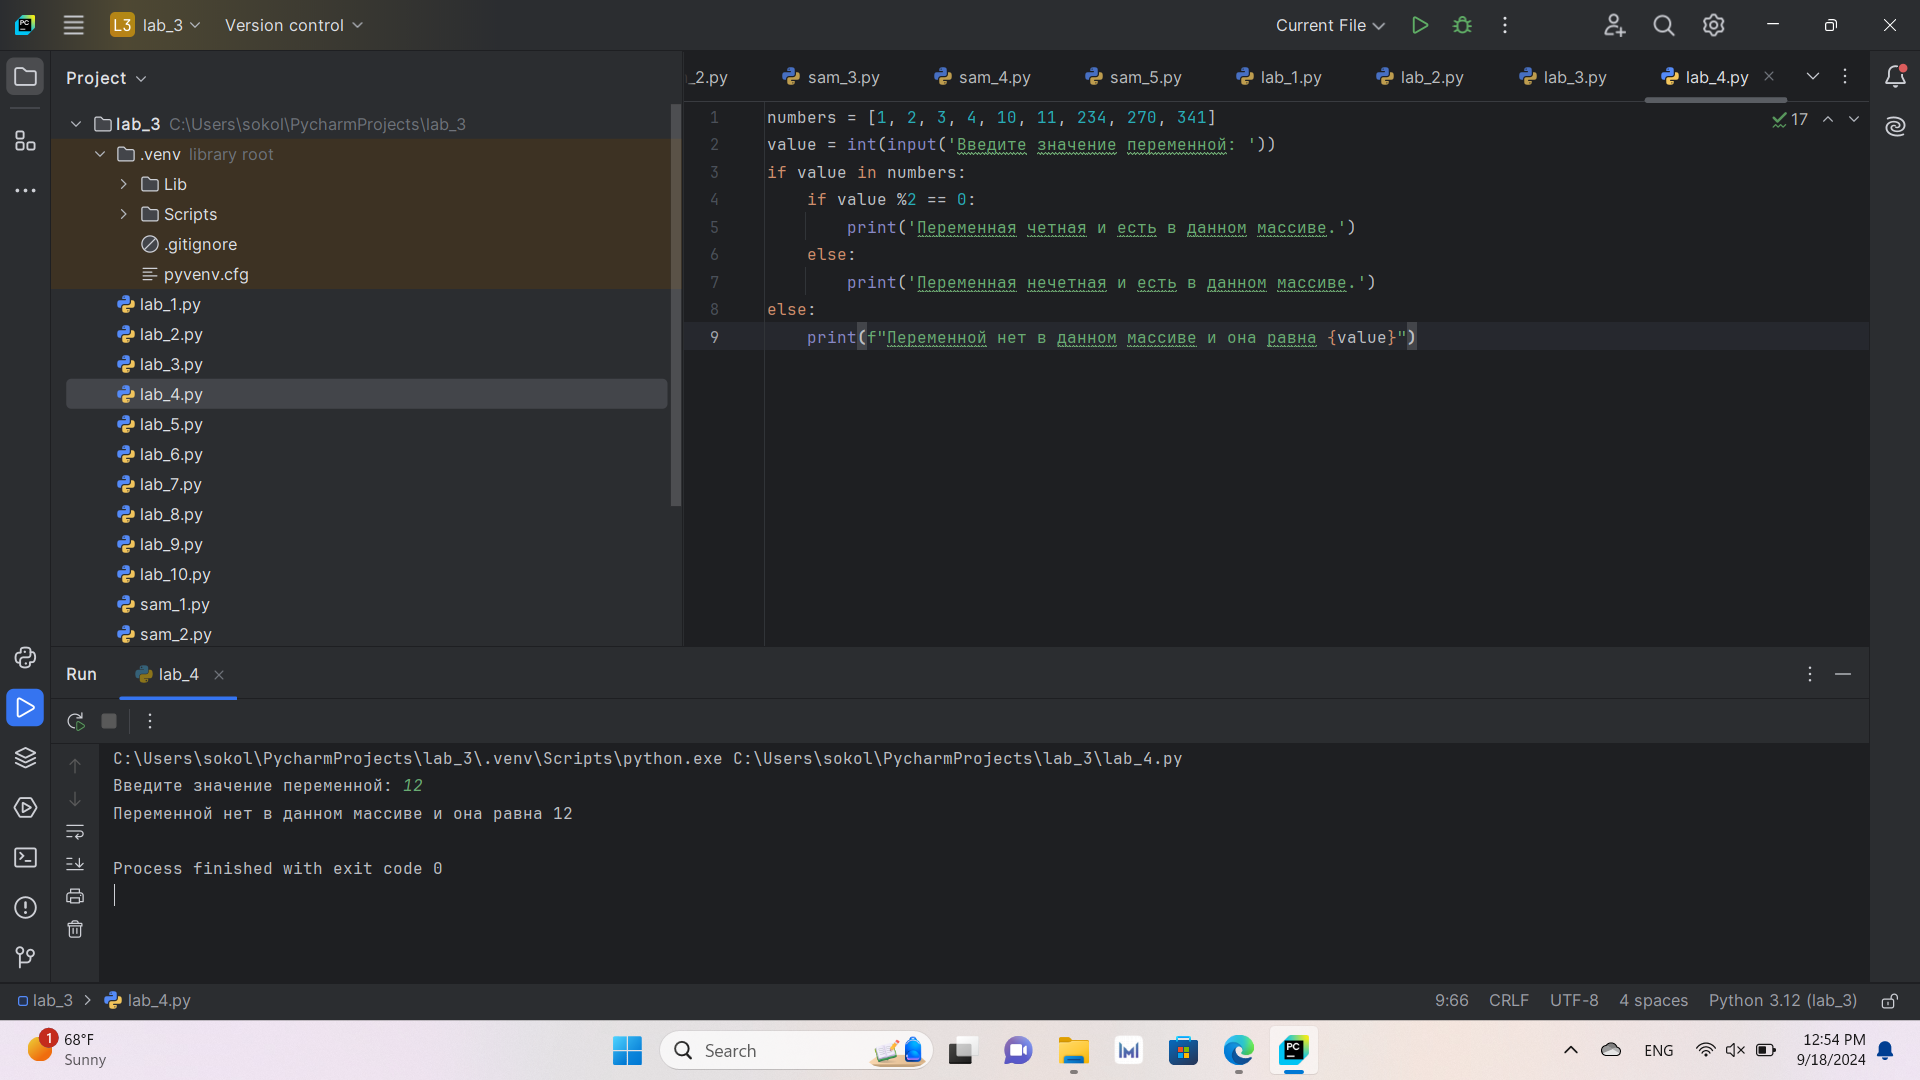 L3 lab_3 Version control Current File
Project
_2.py sam_3.py sam_4.py sam_5.py lab_1.py lab_2.py lab_3.py lab_4.py
lab_3 C:\Users\sokol\PycharmProjects\lab_3
.venv library root
Lib
Scripts
.gitignore
pyvenv.cfg
lab_1.py
lab_2.py
lab_3.py
lab_4.py
lab_5.py
lab_6.py
lab_7.py
lab_8.py
lab_9.py
lab_10.py
sam_1.py
sam_2.py
17
1 numbers = [1, 2, 3, 4, 10, 11, 234, 270, 341]
2 value = int(input('Введите значение переменной: '))
3 if value in numbers:
4 if value %2 == 0:
5 print('Переменная четная и есть в данном массиве.')
6 else:
7 print('Переменная нечетная и есть в данном массиве.')
8 else:
9 print(f"Переменной нет в данном массиве и она равна {value}")
Run lab_4
C:\Users\sokol\PycharmProjects\lab_3\.venv\Scripts\python.exe C:\Users\sokol\PycharmProjects\lab_3\lab_4.py
Введите значение переменной: 12
Переменной нет в данном массиве и она равна 12
Process finished with exit code 0
lab_3 > lab_4.py 9:66 CRLF UTF-8 4 spaces Python 3.12 (lab_3)
1 68°F
Sunny
Search
PC
ENG
12:54 PM
9/18/2024